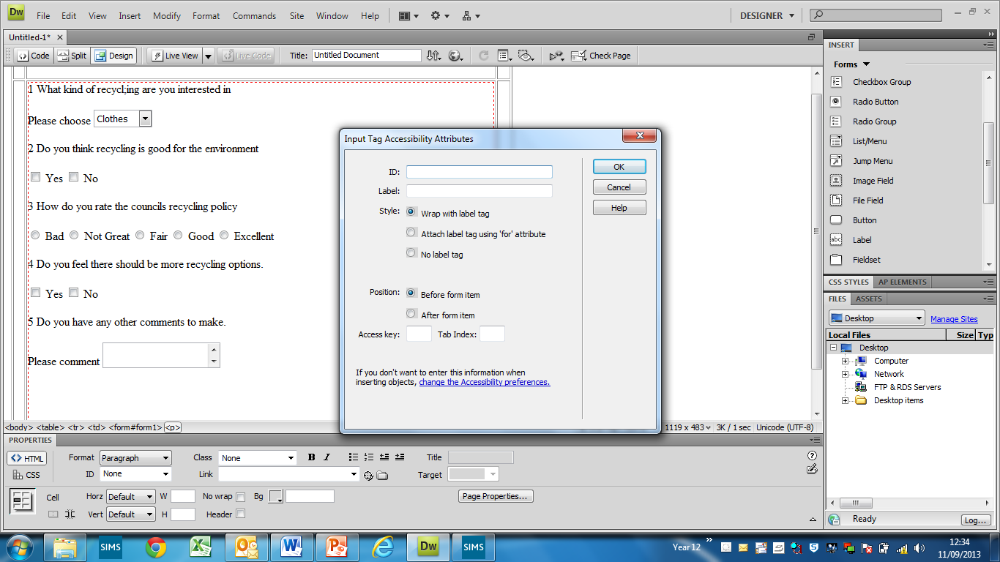 Dw File Edit View Insert Modify Format Commands Site Window Help DESIGNER
Untitled-1*
Code Split Design Live View Live Code Title: Untitled Document Check Page
1 What kind of recycl;ing are you interested in
Please choose Clothes
2 Do you think recycling is good for the environment
Yes No
3 How do you rate the councils recycling policy
Bad Not Great Fair Good Excellent
4 Do you feel there should be more recycling options.
Yes No
5 Do you have any other comments to make.
Please comment
Input Tag Accessibility Attributes
ID:
Label:
Style: Wrap with label tag
Attach label tag using 'for' attribute
No label tag
Position: Before form item
After form item
Access key: Tab Index:
If you don't want to enter this information when
inserting objects, change the Accessibility preferences.
OK
Cancel
Help
INSERT
Forms
Checkbox Group
Radio Button
Radio Group
List/Menu
Jump Menu
Image Field
File Field
Button
abc Label
Fieldset
CSS STYLES AP ELEMENTS
FILES ASSETS
Desktop Manage Sites
Local Files Size Typ
Desktop
Computer
Network
FTP & RDS Servers
Desktop items
Ready Log...
<body> <table> <tr> <td> <form#form1> <p> 1119 x 483 3K / 1 sec Unicode (UTF-8)
PROPERTIES
<> HTML Format Paragraph Class None B I Title
CSS ID None Link Target
Cell Horz Default W No wrap Bg Page Properties...
Vert Default H Header
SIMS Dw SIMS Year 12 » 12:34
11/09/2013